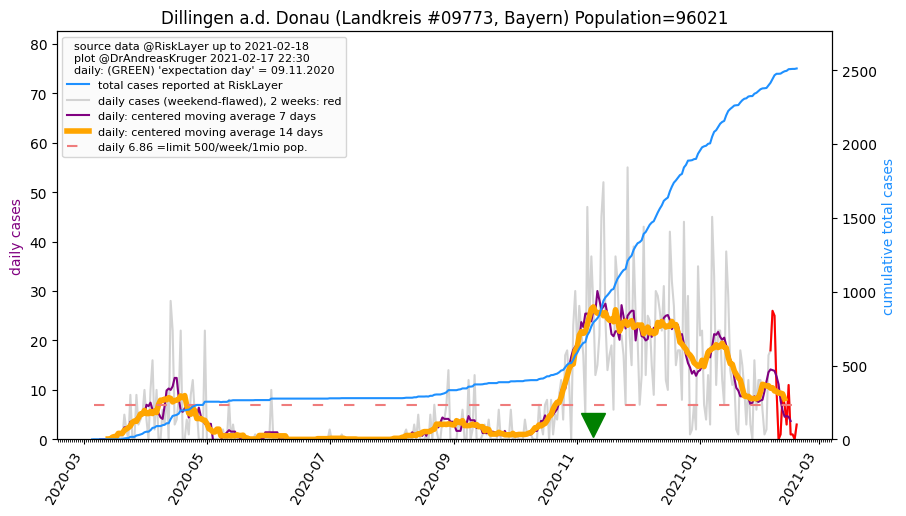 Dillingen a.d. Donau (Landkreis #09773, Bayern) Population=96021
source data @RiskLayer up to 2021-02-18
plot @DrAndreasKruger 2021-02-17 22:30
daily: (GREEN) 'expectation day' = 09.11.2020
total cases reported at RiskLayer
daily cases (weekend-flawed), 2 weeks: red
daily: centered moving average 7 days
daily: centered moving average 14 days
daily 6.86 =limit 500/week/1mio pop.
daily cases
80
70
60
50
40
30
20
10
0
cumulative total cases
2500
2000
1500
1000
500
0
2020-03
2020-05
2020-07
2020-09
2020-11
2021-01
2021-03